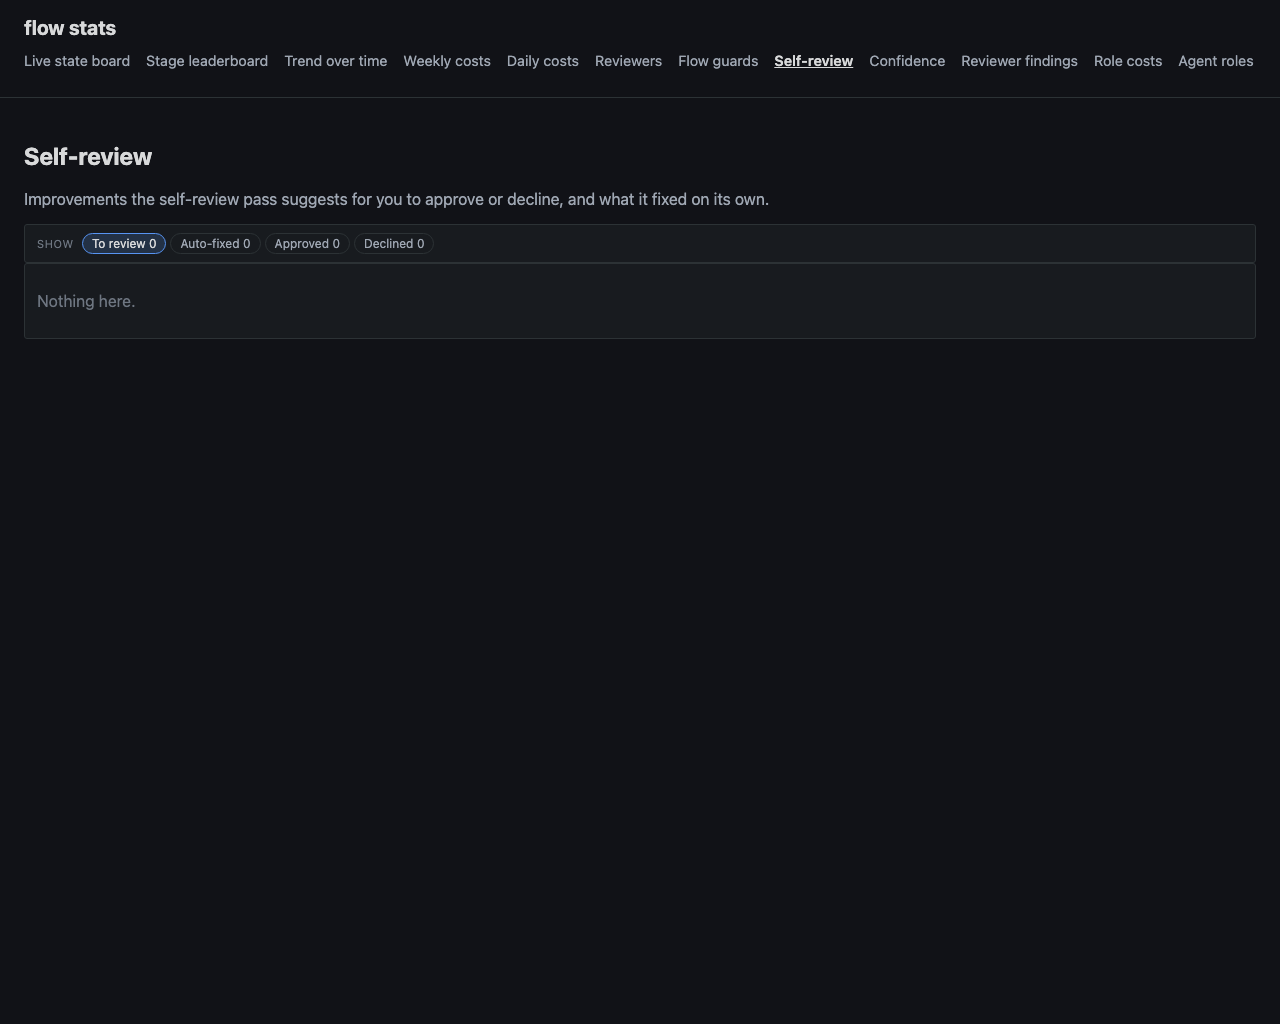 flow stats
Live state board Stage leaderboard Trend over time Weekly costs Daily costs Reviewers Flow guards Self-review Confidence Reviewer findings Role costs Agent roles
Self-review
Improvements the self-review pass suggests for you to approve or decline, and what it fixed on its own.
SHOW To review 0 Auto-fixed 0 Approved 0 Declined 0
Nothing here.